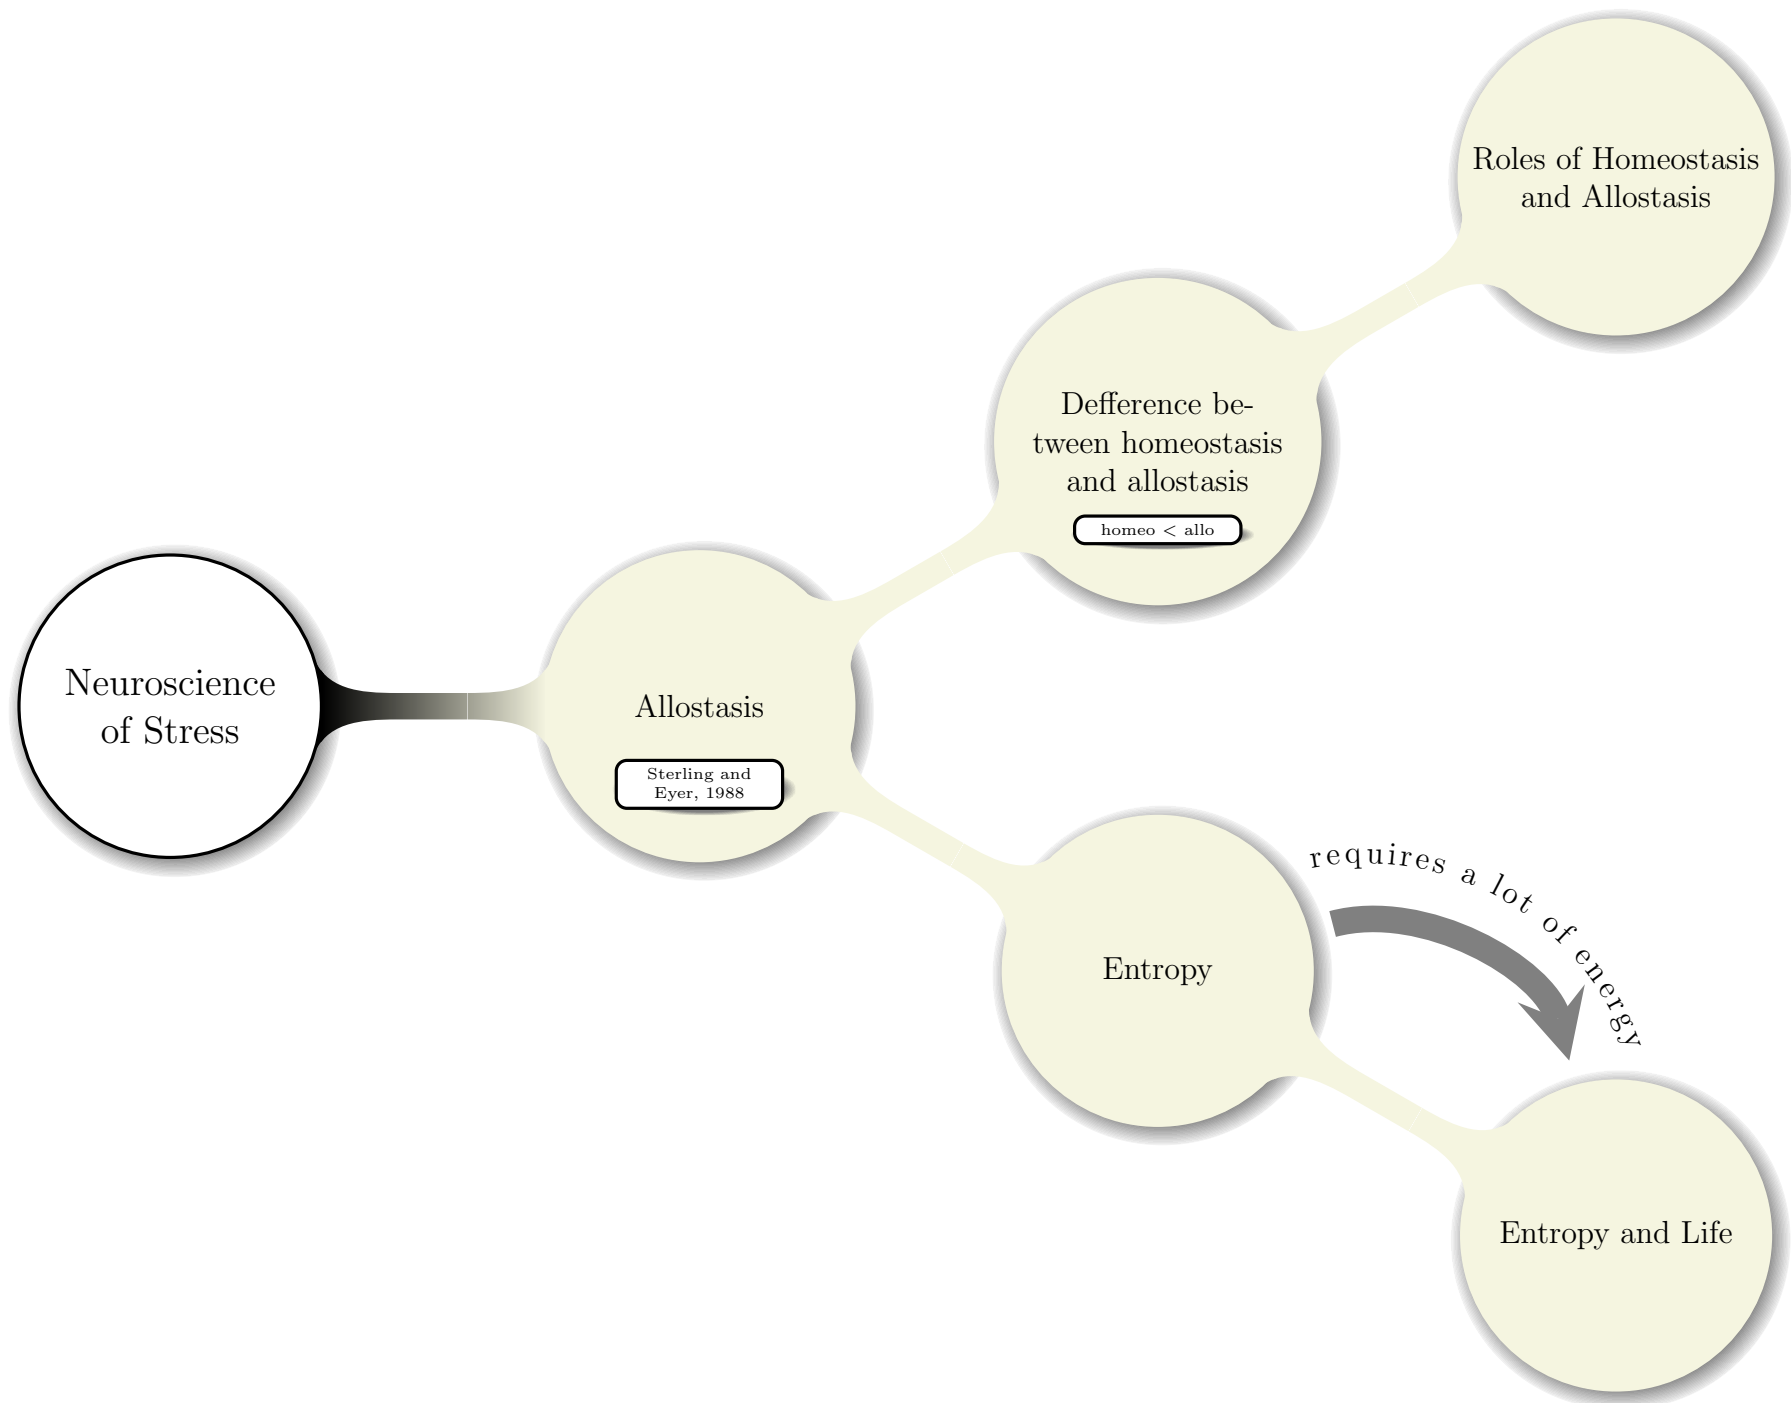 Roles of Homeostasis
and Allostasis
Defference be-
tween homeostasis
and allostasis
homeo < allo
Neuroscience
of Stress
Allostasis
Sterling and
Eyer, 1988
Entropy
requires a lot of energy
Entropy and Life